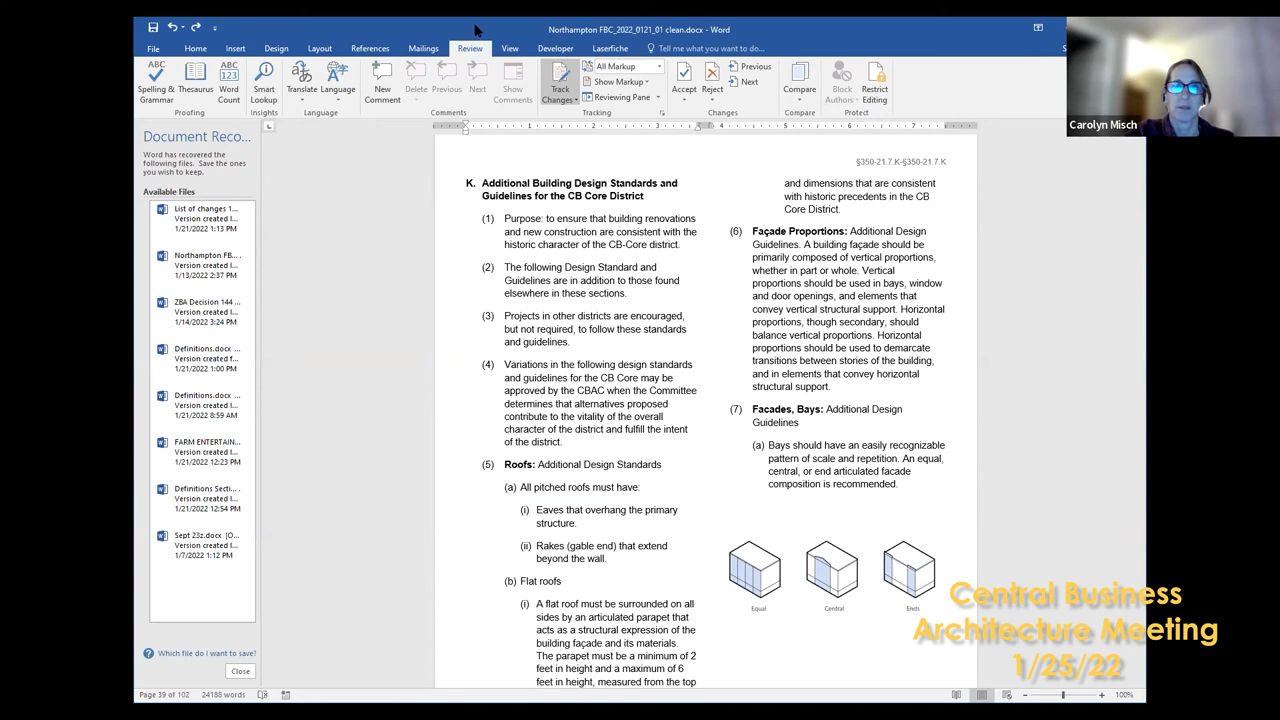 Northampton FBC_2022_0121_01 clean.docx - Word
File
Home
Insert
Design
Layout
References
Mailings
Review
View
Developer
Laserfiche
Tell me what you want to do...
Spelling & Grammar
Thesaurus
Word Count
Proofing
Smart Lookup
Insights
Translate
Language
Language
New Comment
Delete
Previous
Next
Show Comments
Comments
Track Changes
All Markup
Show Markup
Reviewing Pane
Tracking
Accept
Reject
Previous
Next
Changes
Compare
Compare
Block Authors
Restrict Editing
Protect
Carolyn Misch
Document Reco...
Word has recovered the
following files. Save the ones
you wish to keep.
Available Files
List of changes 1...
Version created l...
1/21/2022 1:13 PM
Northampton FB...
Version created l...
1/13/2022 2:37 PM
ZBA Decision 144 ...
Version created l...
1/14/2022 3:24 PM
Definitions.docx ...
Version created f...
1/21/2022 1:00 PM
Definitions.docx ...
Version created l...
1/21/2022 8:59 AM
FARM ENTERTAIN...
Version created l...
1/21/2022 12:23 PM
Definitions Secti...
Version created l...
1/21/2022 12:54 PM
Sept 23z.docx [O...
Version created l...
1/7/2022 1:12 PM
Which file do I want to save?
Close
1
2
3
4
5
6
7
§350-21.7.K-§350-21.7.K
K. Additional Building Design Standards and
Guidelines for the CB Core District
(1) Purpose: to ensure that building renovations
and new construction are consistent with the
historic character of the CB-Core district.
(2) The following Design Standard and
Guidelines are in addition to those found
elsewhere in these sections.
(3) Projects in other districts are encouraged,
but not required, to follow these standards
and guidelines.
(4) Variations in the following design standards
and guidelines for the CB Core may be
approved by the CBAC when the Committee
determines that alternatives proposed
contribute to the vitality of the overall
character of the district and fulfill the intent
of the district.
(5) Roofs: Additional Design Standards
(a) All pitched roofs must have:
(i) Eaves that overhang the primary
structure.
(ii) Rakes (gable end) that extend
beyond the wall.
(b) Flat roofs
(i) A flat roof must be surrounded on all
sides by an articulated parapet that
acts as a structural expression of the
building façade and its materials.
The parapet must be a minimum of 2
feet in height and a maximum of 6
feet in height, measured from the top
and dimensions that are consistent
with historic precedents in the CB
Core District.
(6) Façade Proportions: Additional Design
Guidelines. A building façade should be
primarily composed of vertical proportions,
whether in part or whole. Vertical
proportions should be used in bays, window
and door openings, and elements that
convey vertical structural support. Horizontal
proportions, though secondary, should
balance vertical proportions. Horizontal
proportions should be used to demarcate
transitions between stories of the building,
and in elements that convey horizontal
structural support.
(7) Facades, Bays: Additional Design
Guidelines
(a) Bays should have an easily recognizable
pattern of scale and repetition. An equal,
central, or end articulated facade
composition is recommended.
Equal
Central
Ends
Central Business
Architecture Meeting
1/25/22
Page 39 of 102
24188 words
100%